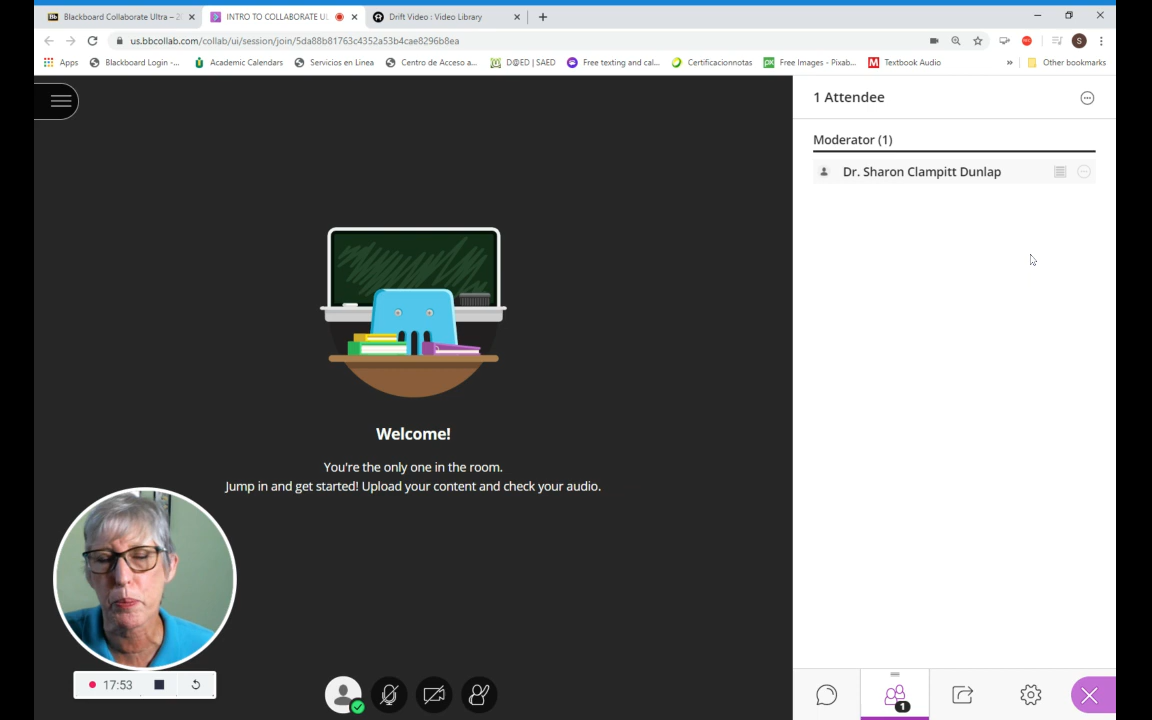 Blackboard Collaborate Ultra – 2
INTRO TO COLLABORATE UL
Drift Video : Video Library
us.bbcollab.com/collab/ui/session/join/5da88b81763c4352a53b4cae8296b8ea
S
Apps
Blackboard Login -...
Academic Calendars
Servicios en Linea
Centro de Acceso a...
D@ED | SAED
Free texting and cal...
Certificacionnotas
Free Images - Pixab...
Textbook Audio
»
Other bookmarks
1 Attendee
Moderator (1)
Dr. Sharon Clampitt Dunlap
Welcome!
You're the only one in the room.
Jump in and get started! Upload your content and check your audio.
17:53
1